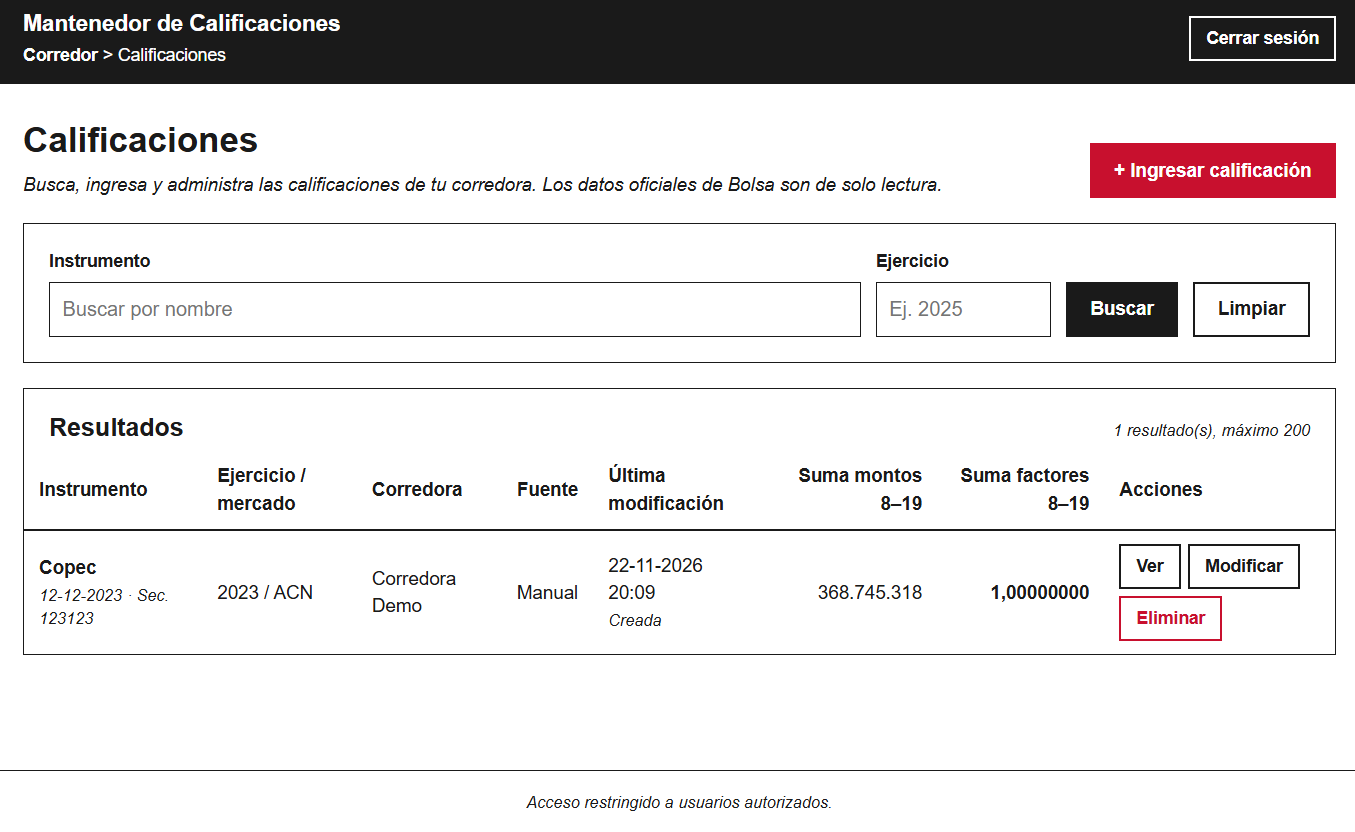 Mantenedor de Calificaciones
Corredor > Calificaciones
Cerrar sesión
Calificaciones
Busca, ingresa y administra las calificaciones de tu corredora. Los datos oficiales de Bolsa son de solo lectura.
+ Ingresar calificación
Instrumento
Ejercicio
Buscar por nombre
Ej. 2025
Buscar
Limpiar
Resultados
1 resultado(s), máximo 200
Instrumento
Ejercicio /
mercado
Corredora
Fuente
Última
modificación
Suma montos
8–19
Suma factores
8–19
Acciones
Copec
12-12-2023 · Sec.
123123
2023 / ACN
Corredora
Demo
Manual
22-11-2026
20:09
Creada
368.745.318
1,00000000
Ver
Modificar
Eliminar
Acceso restringido a usuarios autorizados.